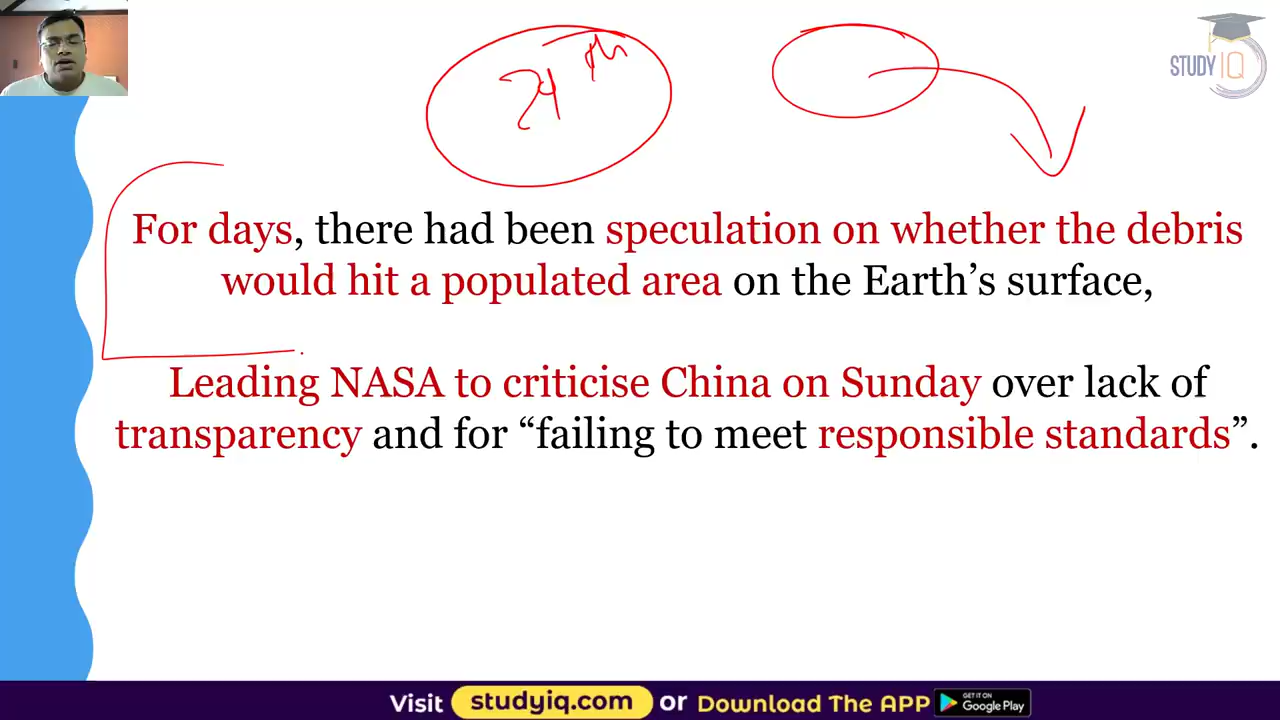 STUDY IQ
29th
For days, there had been speculation on whether the debris
would hit a populated area on the Earth’s surface,
Leading NASA to criticise China on Sunday over lack of
transparency and for “failing to meet responsible standards”.
Visit studyiq.com or Download The APP GET IT ON Google Play